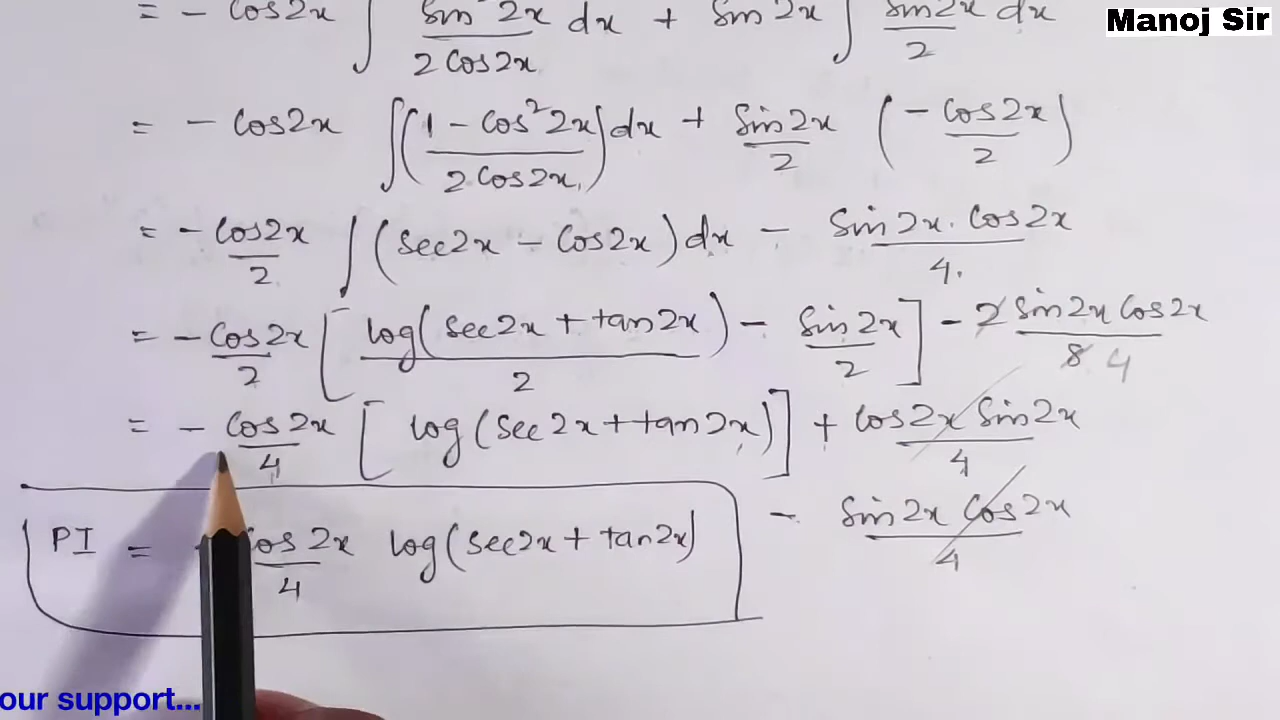 Manoj Sir
= - cos2x ∫ sin²2x / 2cos2x dx + sin2x ∫ sin2x / 2 dx
= - cos2x ∫ ( 1 - cos²2x / 2cos2x ) dx + sin2x / 2 ( - cos2x / 2 )
= - cos2x / 2 ∫ ( sec2x - cos2x ) dx - sin2x . cos2x / 4.
= - cos2x / 2 [ log(sec2x + tan2x) / 2 - sin2x / 2 ] - 2 sin2x cos2x / 8 4
= - cos2x / 4 [ log(sec2x + tan2x) ] + cos2x sin2x / 4
- sin2x cos2x / 4
PI = cos2x / 4 log(sec2x + tan2x)
our support...